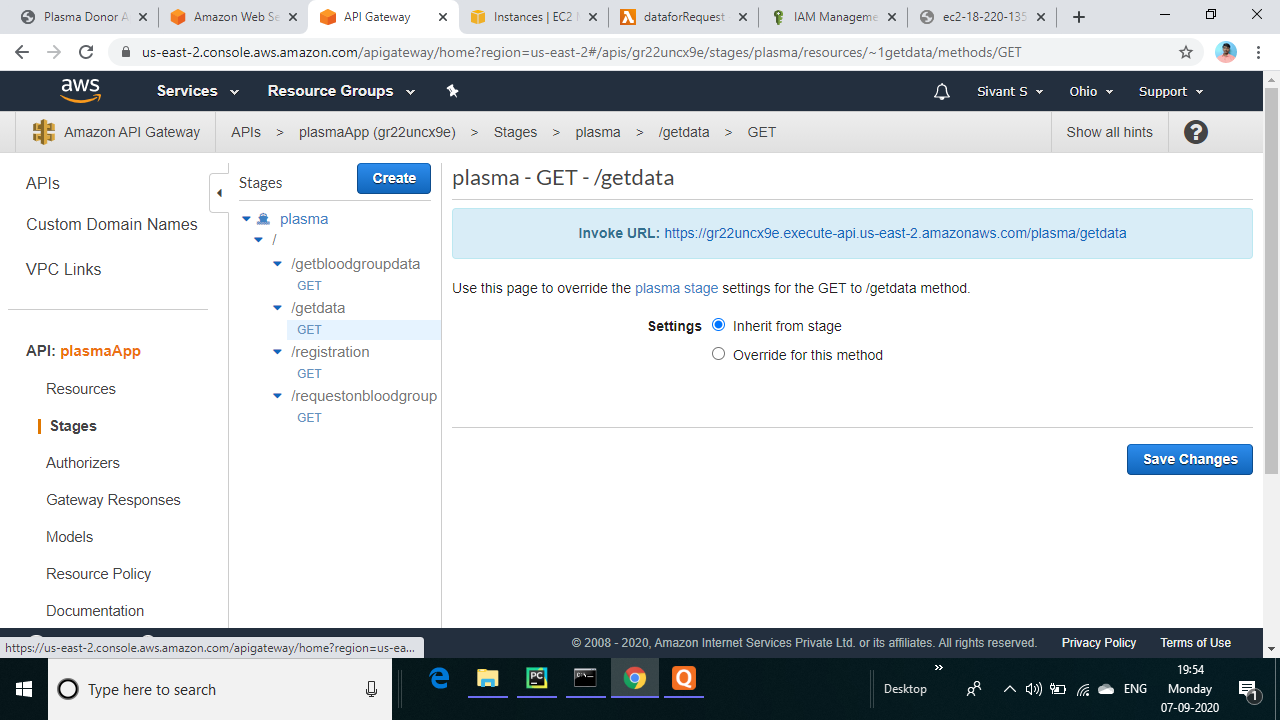 Plasma Donor A
Amazon Web Se
API Gateway
Instances | EC2 M
dataforRequest
IAM Manageme
ec2-18-220-135
us-east-2.console.aws.amazon.com/apigateway/home?region=us-east-2#/apis/gr22uncx9e/stages/plasma/resources/~1getdata/methods/GET
aws
Services
Resource Groups
Sivant S
Ohio
Support
Amazon API Gateway
APIs > plasmaApp (gr22uncx9e) > Stages > plasma > /getdata > GET
Show all hints
?
APIs
Custom Domain Names
VPC Links
API: plasmaApp
Resources
Stages
Authorizers
Gateway Responses
Models
Resource Policy
Documentation
Stages
Create
plasma
/
/getbloodgroupdata
GET
/getdata
GET
/registration
GET
/requestonbloodgroup
GET
plasma - GET - /getdata
Invoke URL: https://gr22uncx9e.execute-api.us-east-2.amazonaws.com/plasma/getdata
Use this page to override the plasma stage settings for the GET to /getdata method.
Settings
Inherit from stage
Override for this method
Save Changes
https://us-east-2.console.aws.amazon.com/apigateway/home?region=us-ea...
© 2008 - 2020, Amazon Internet Services Private Ltd. or its affiliates. All rights reserved.
Privacy Policy
Terms of Use
Type here to search
PC
Desktop
ENG
19:54
Monday
07-09-2020
1